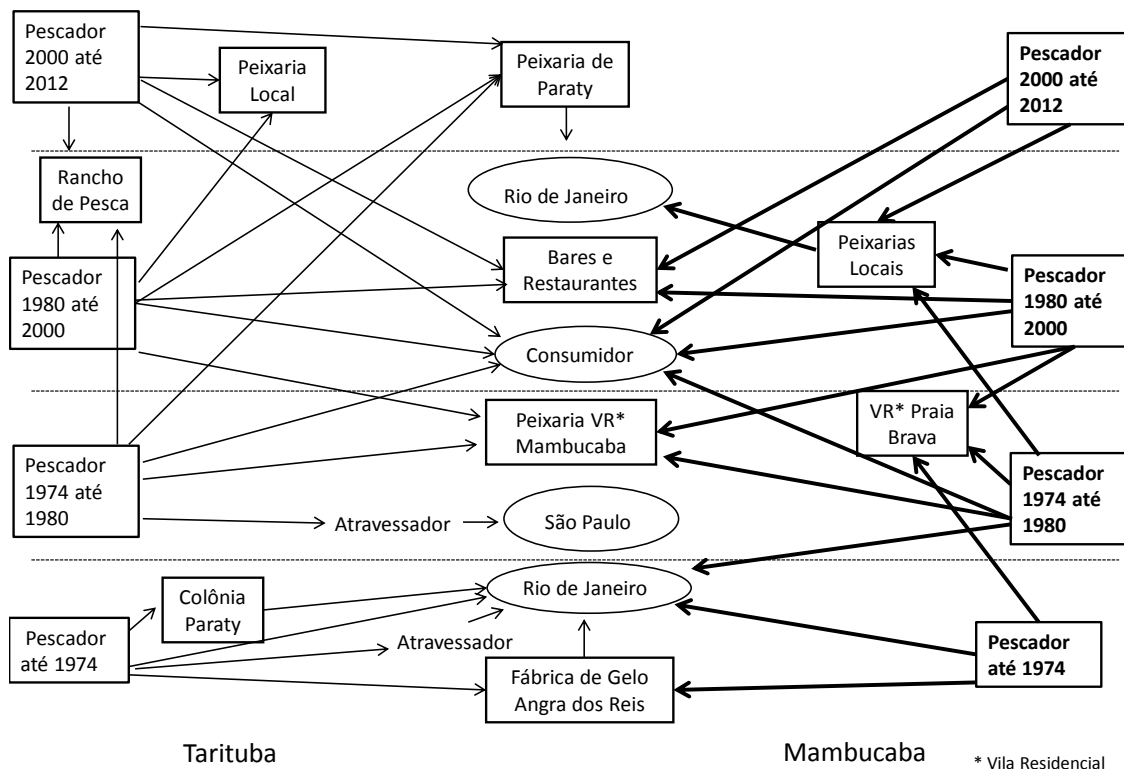 Pescador
2000 até
2012
Peixaria
Local
Peixaria de
Paraty
Pescador
2000 até
2012
Rancho
de Pesca
Rio de Janeiro
Peixarias
Locais
Bares e
Restaurantes
Pescador
1980 até
2000
Pescador
1980 até
2000
Consumidor
Peixaria VR*
Mambucaba
VR* Praia
Brava
Pescador
1974 até
1980
Pescador
1974 até
1980
Atravessador
São Paulo
Rio de Janeiro
Colônia
Paraty
Pescador
até 1974
Atravessador
Fábrica de Gelo
Angra dos Reis
Pescador
até 1974
Tarituba
Mambucaba
* Vila Residencial